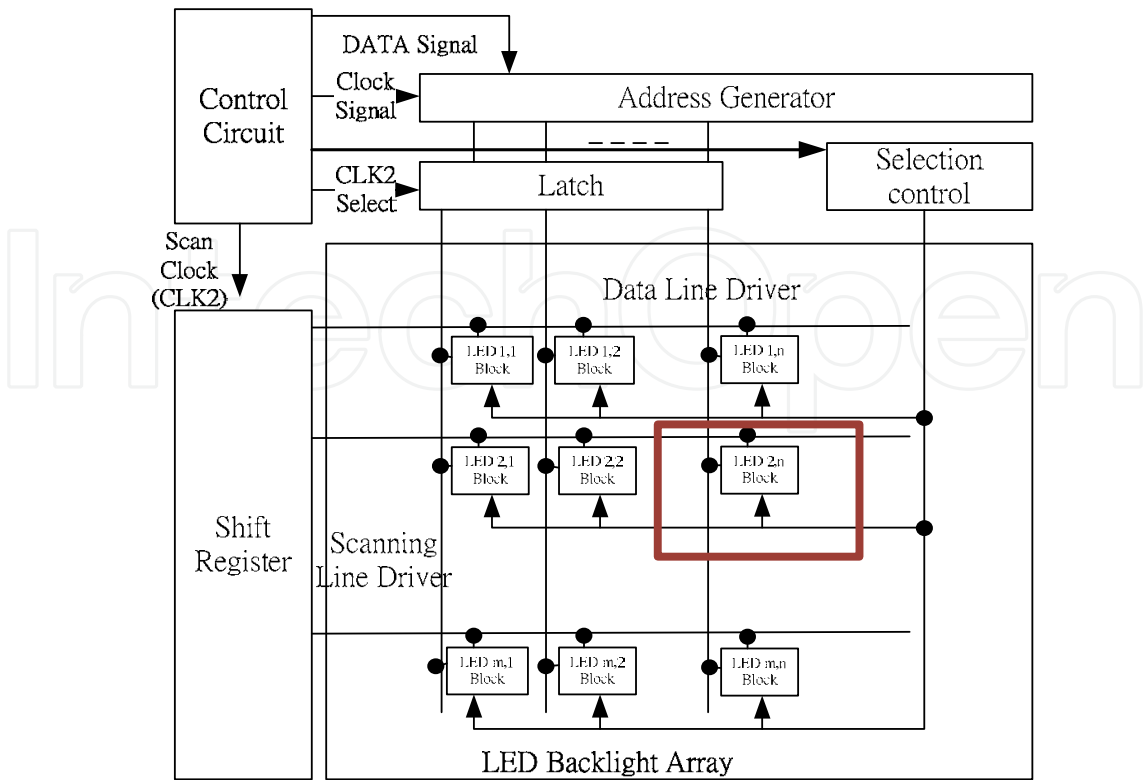 DATA Signal
Control
Circuit
Clock
Signal
Address Generator
CLK2
Select
Latch
Selection
control
Scan
Clock
(CLK2)
IntechOpen
Data Line Driver
LED 1,1
Block
LED 1,2
Block
LED 1,n
Block
LED 2,1
Block
LED 2,2
Block
LED 2,n
Block
Shift
Register
Scanning
Line Driver
LED m,1
Block
LED m,2
Block
LED m,n
Block
LED Backlight Array